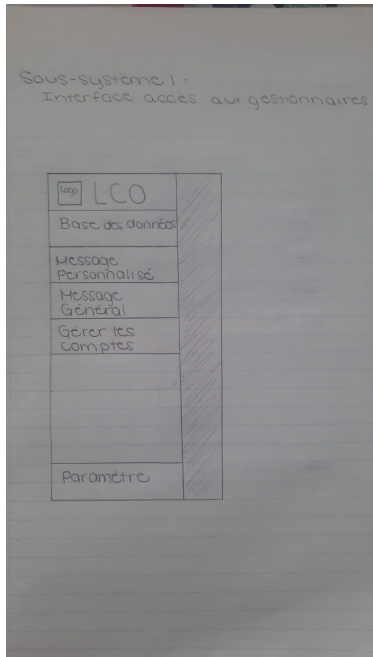 Sous-système 1:
Interface accès aux gestionnaires
Logo LCO
Base des données
Message
Personnalisé
Message
Général
Gérer les
comptes
Paramètre